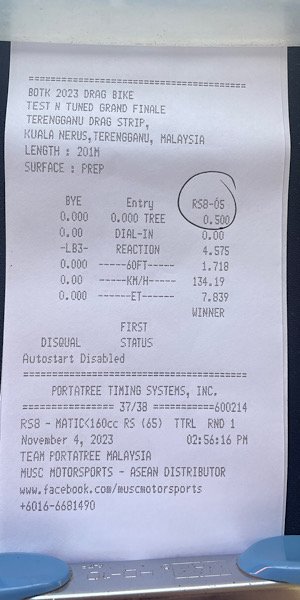 =====================================
BOTK 2023 DRAG BIKE
TEST N TUNED GRAND FINALE
TERENGGANU DRAG STRIP,
KUALA NERUS,TERENGGANU, MALAYSIA
LENGTH : 201M
SURFACE : PREP
BYE Entry RS8-05
0.000 0.000 TREE 0.500
0.00 DIAL-IN 0.00
-LB3- REACTION 4.575
0.000 ------60FT----- 1.718
0.00 ------KM/H----- 134.19
0.000 -------ET------ 7.839
WINNER
FIRST
DISQUAL STATUS
Autostart Disabled
=====================================
PORTATREE TIMING SYSTEMS, INC.
=============== 37/38 ===========600214
RS8 - MATIC<160cc RS (65) TTRL RND 1
November 4, 2023 02:56:16 PM
TEAM PORTATREE MALAYSIA
MUSC MOTORSPORTS - ASEAN DISTRIBUTOR
www.facebook.com/muscmotorsports
+6016-6681490